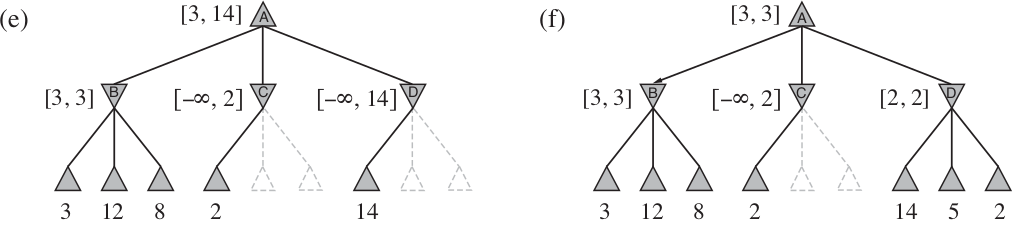 (e)
[3, 14] A
[3, 3] B [–∞, 2] C [–∞, 14] D
3 12 8 2 14
(f)
[3, 3] A
[3, 3] B [–∞, 2] C [2, 2] D
3 12 8 2 14 5 2